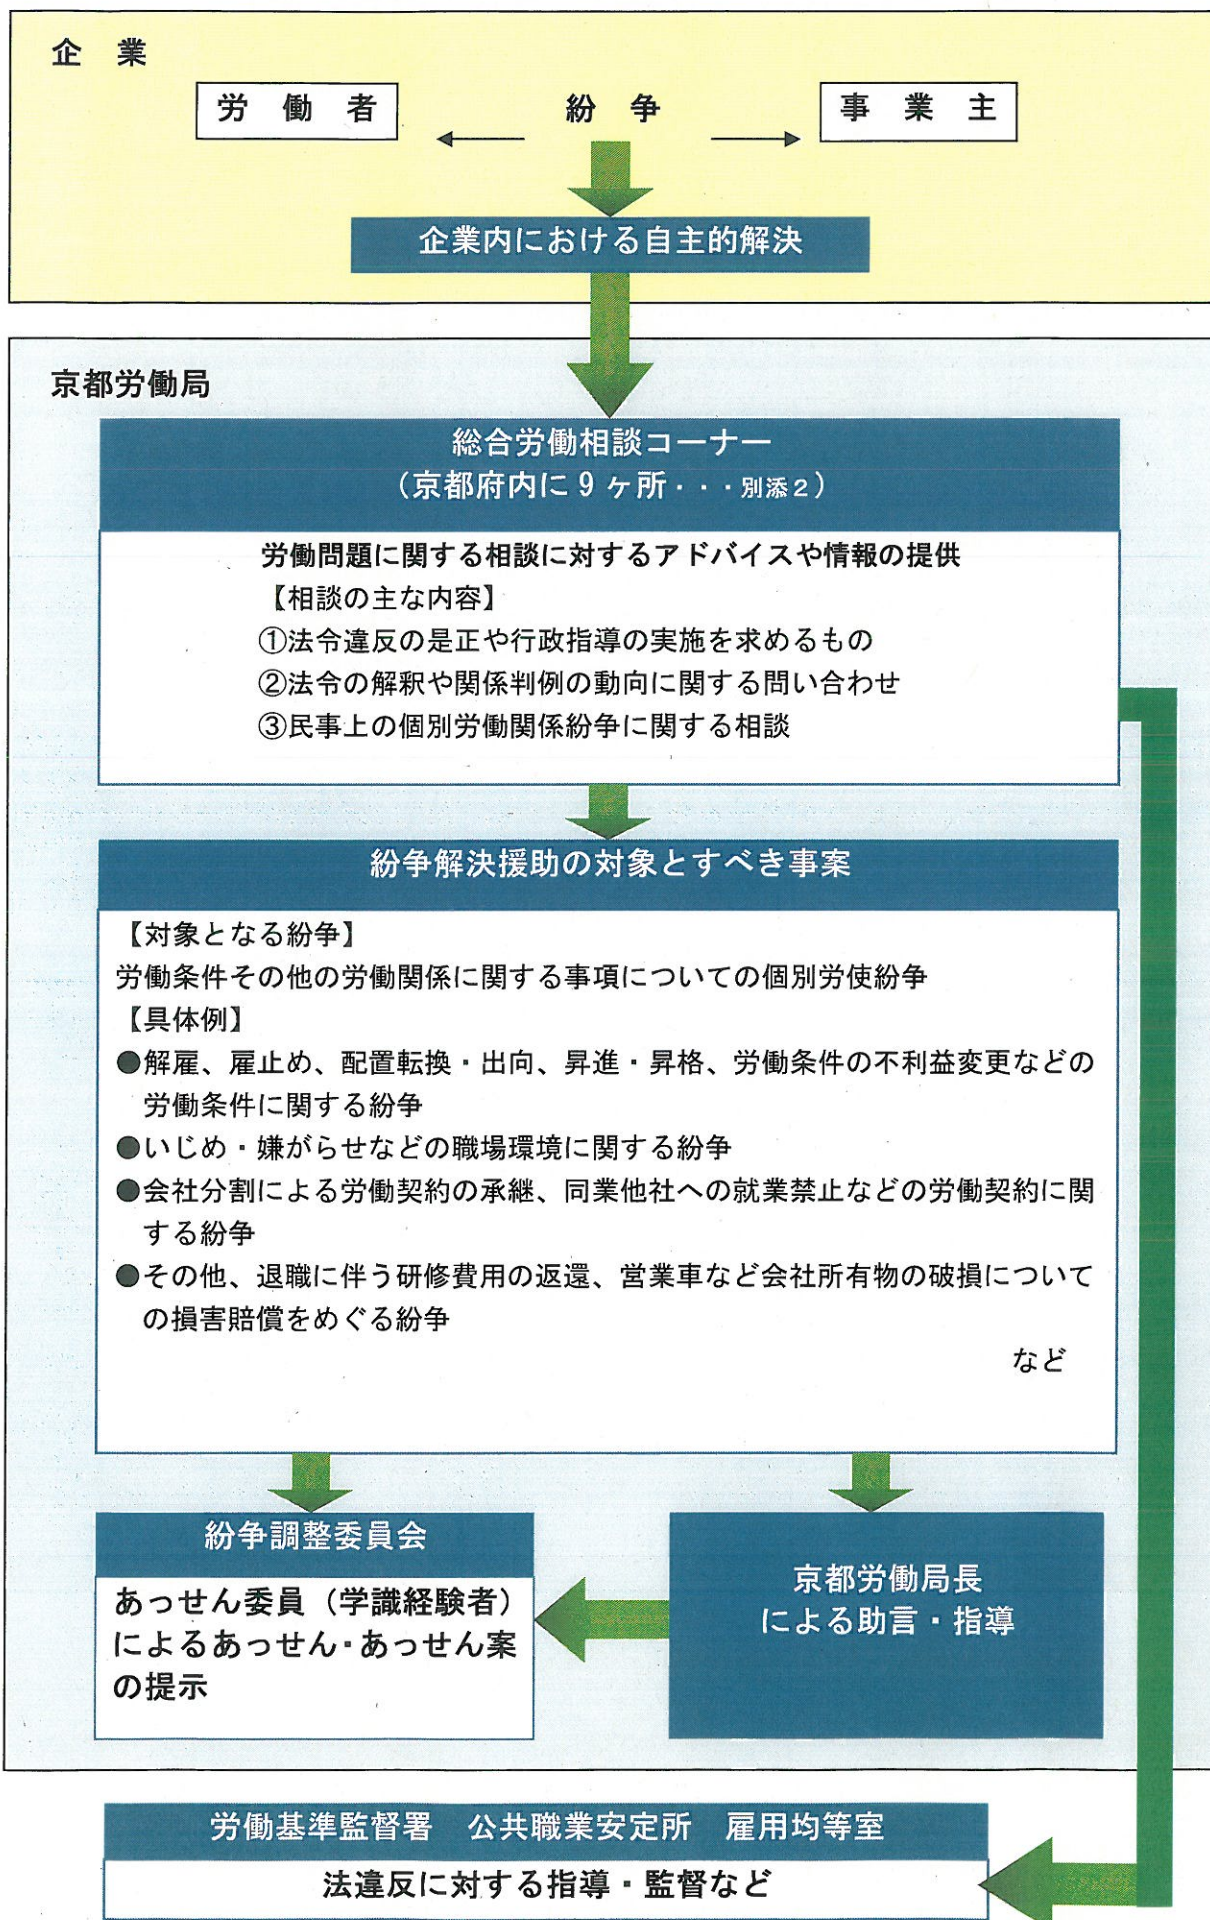 企 業
労 働 者
紛 争
事 業 主
企業内における自主的解決
京都労働局
総合労働相談コーナー
（京都府内に9ヶ所・・・別添２）
労働問題に関する相談に対するアドバイスや情報の提供
【相談の主な内容】
①法令違反の是正や行政指導の実施を求めるもの
②法令の解釈や関係判例の動向に関する問い合わせ
③民事上の個別労働関係紛争に関する相談
紛争解決援助の対象とすべき事案
【対象となる紛争】
労働条件その他の労働関係に関する事項についての個別労使紛争
【具体例】
●解雇、雇止め、配置転換・出向、昇進・昇格、労働条件の不利益変更などの
労働条件に関する紛争
●いじめ・嫌がらせなどの職場環境に関する紛争
●会社分割による労働契約の承継、同業他社への就業禁止などの労働契約に関
する紛争
●その他、退職に伴う研修費用の返還、営業車など会社所有物の破損について
の損害賠償をめぐる紛争
など
紛争調整委員会
あっせん委員（学識経験者）
によるあっせん・あっせん案
の提示
京都労働局長
による助言・指導
労働基準監督署　公共職業安定所　雇用均等室
法違反に対する指導・監督など